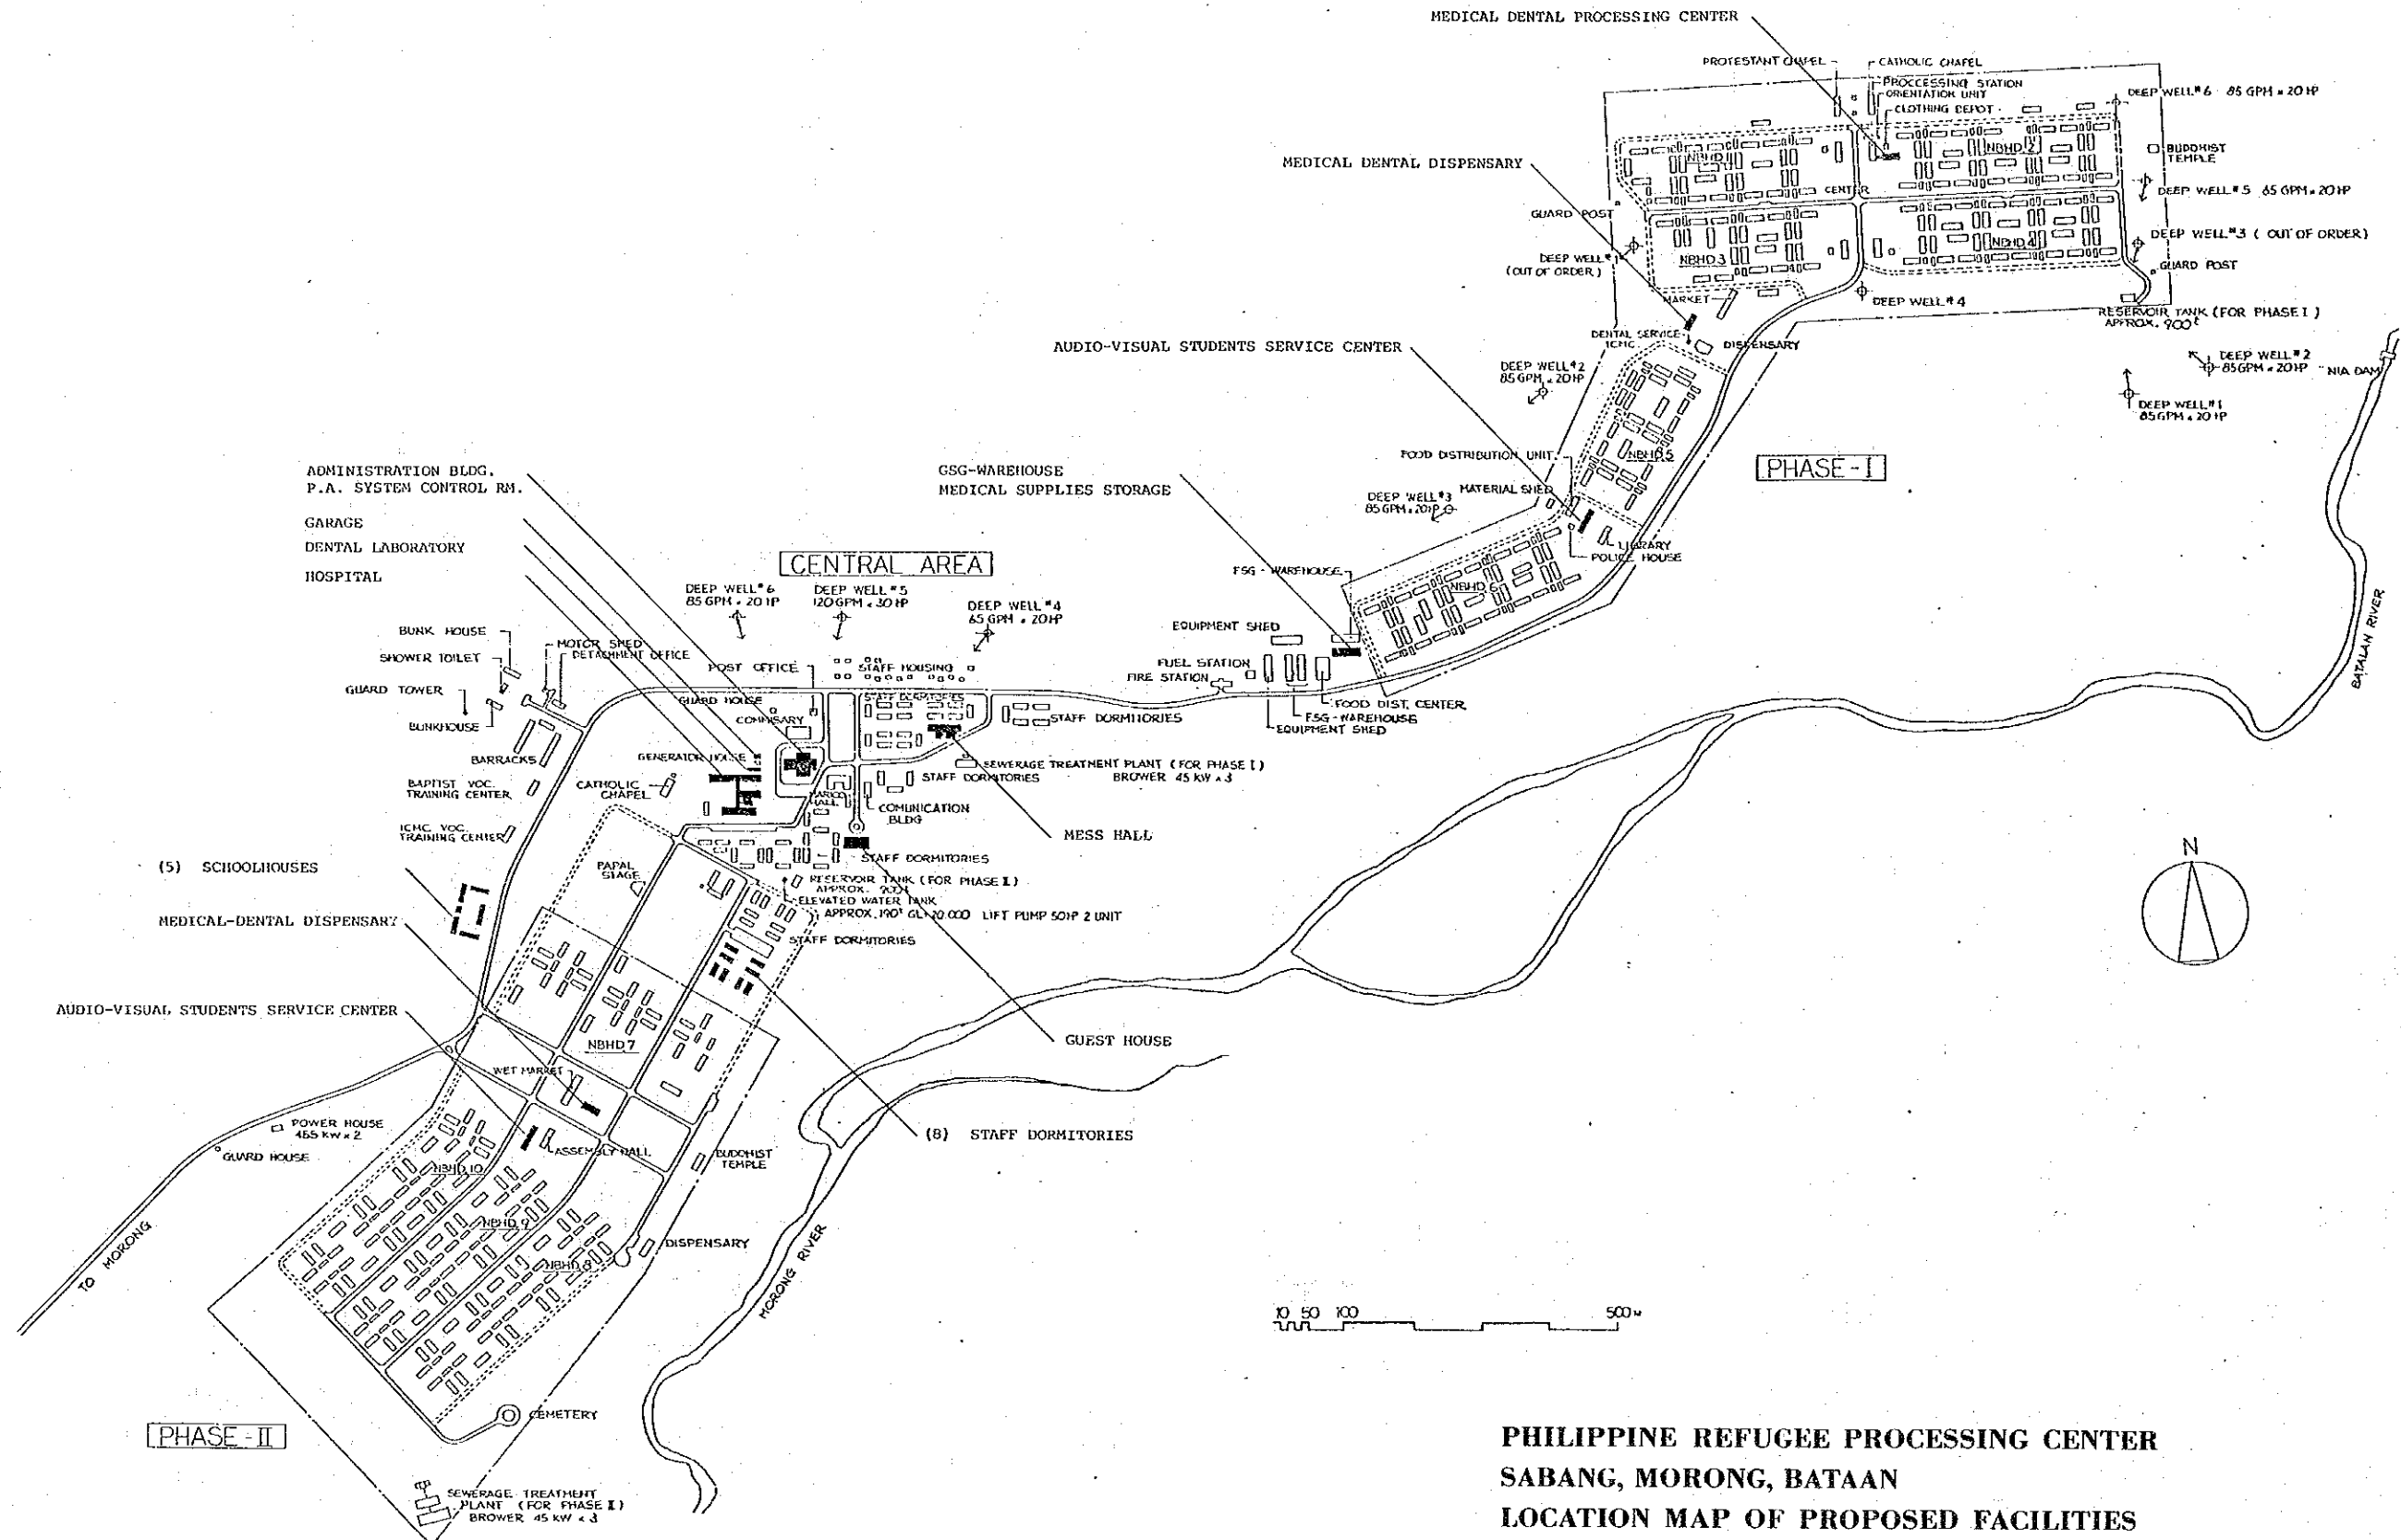 MEDICAL DENTAL PROCESSING CENTER
PROTESTANT CHAPEL
CATHOLIC CHAPEL
PROCCESSING STATION
ORIENTATION UNIT
CLOTHING DEPOT
DEEP WELL #6 85 GPM x 20 HP
MEDICAL DENTAL DISPENSARY
NBHD. 2
BUDDHIST
TEMPLE
CENTER
DEEP WELL #5 65 GPM x 20 HP
GUARD POST
DEEP WELL #3 ( OUT OF ORDER)
DEEP WELL #1
(OUT OF ORDER)
NBHD 3
GUARD POST
MARKET
DEEP WELL #4
RESERVOIR TANK (FOR PHASE I )
APPROX. 900t
DENTAL SERVICE
ICMC
DISPENSARY
AUDIO-VISUAL STUDENTS SERVICE CENTER
DEEP WELL #2
85 GPM x 20 HP
DEEP WELL #2
85 GPM x 20 HP
NIA DAM
DEEP WELL #1
85 GPM x 20 HP
ADMINISTRATION BLDG.
P.A. SYSTEM CONTROL RM.
GSG-WAREHOUSE
MEDICAL SUPPLIES STORAGE
FOOD DISTRIBUTION UNIT
NBHD. 5
PHASE - I
DEEP WELL #3
85 GPM x 20 HP
MATERIAL SHED
GARAGE
DENTAL LABORATORY
HOSPITAL
LIBRARY
POLICE HOUSE
CENTRAL AREA
FSG - WAREHOUSE
NBHD. 6
DEEP WELL #6
85 GPM x 20 HP
DEEP WELL #5
120 GPM x 30 HP
DEEP WELL #4
65 GPM x 20 HP
BATALAN RIVER
BUNK HOUSE
EQUIPMENT SHED
MOTOR SHED
DETACHMENT OFFICE
SHOWER TOILET
POST OFFICE
STAFF HOUSING
FUEL STATION
FIRE STATION
GUARD TOWER
GUARD HOUSE
STAFF DORMITORIES
COMMISARY
STAFF DORMITORIES
FOOD DIST. CENTER
FSG - WAREHOUSE
EQUIPMENT SHED
BUNKHOUSE
BARRACKS
GENERATOR HOUSE
SEWERAGE TREATMENT PLANT (FOR PHASE I )
BROWER 45 KW x 3
STAFF DORMITORIES
BAPTIST VOC.
TRAINING CENTER
CATHOLIC
CHAPEL
HALL
COMUNICATION
BLDG
ICMC VOC.
TRAINING CENTER
MESS HALL
N
(5) SCHOOLHOUSES
STAFF DORMITORIES
PAPAL
STAGE
RESERVOIR TANK (FOR PHASE II )
ELEVATED WATER TANK
LIFT PUMP 50 HP 2 UNIT
MEDICAL-DENTAL DISPENSARY
STAFF DORMITORIES
AUDIO-VISUAL STUDENTS SERVICE CENTER
GUEST HOUSE
NBHD 7
WET MARKET
POWER HOUSE
GUARD HOUSE
ASSEMBLY HALL
(8) STAFF DORMITORIES
BUDDHIST
TEMPLE
NBHD 10
NBHD. 9
NBHD. 8
DISPENSARY
TO MORONG
MORONG RIVER
10 50 100 500 M
CEMETERY
PHASE - II
SEWERAGE TREATMENT
PLANT (FOR PHASE II )
BROWER 45 KW x 3
PHILIPPINE REFUGEE PROCESSING CENTER
SABANG, MORONG, BATAAN
LOCATION MAP OF PROPOSED FACILITIES